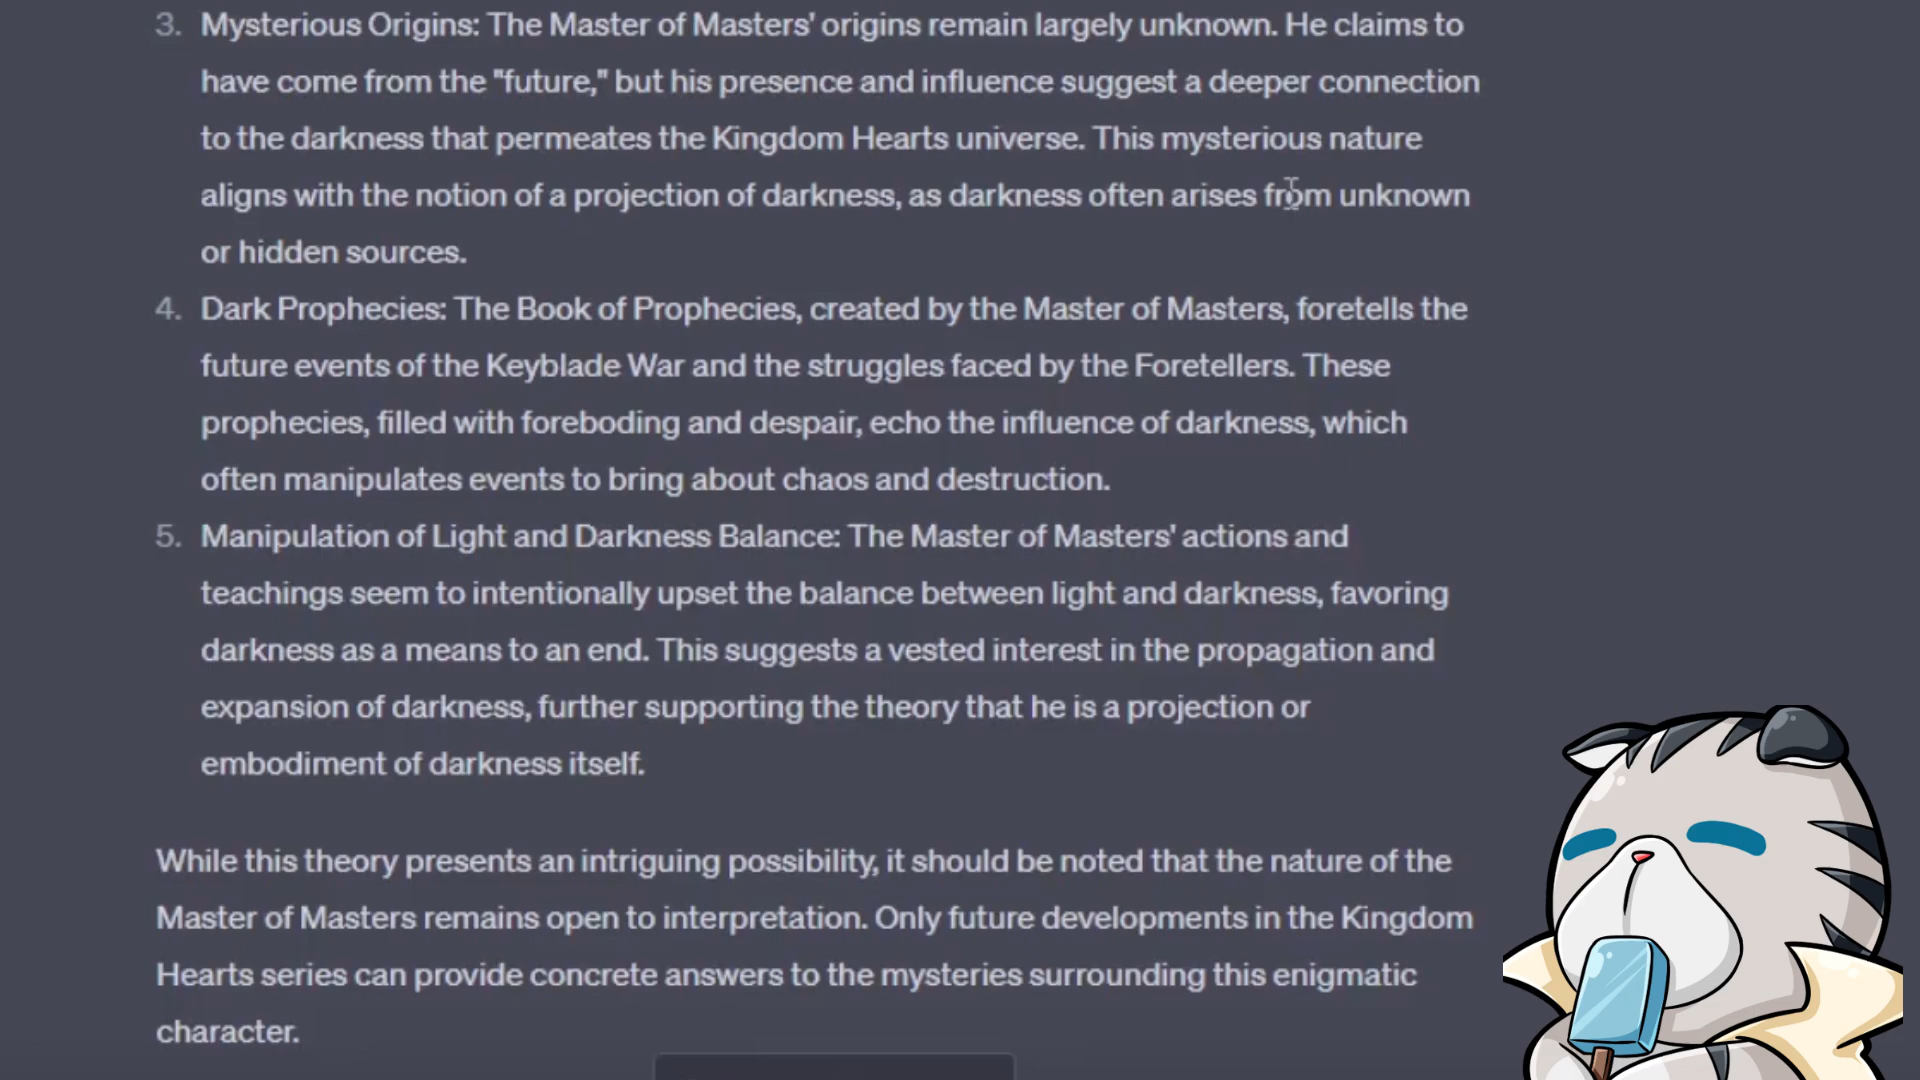 3. Mysterious Origins: The Master of Masters' origins remain largely unknown. He claims to
have come from the "future," but his presence and influence suggest a deeper connection
to the darkness that permeates the Kingdom Hearts universe. This mysterious nature
aligns with the notion of a projection of darkness, as darkness often arises from unknown
or hidden sources.
4. Dark Prophecies: The Book of Prophecies, created by the Master of Masters, foretells the
future events of the Keyblade War and the struggles faced by the Foretellers. These
prophecies, filled with foreboding and despair, echo the influence of darkness, which
often manipulates events to bring about chaos and destruction.
5. Manipulation of Light and Darkness Balance: The Master of Masters' actions and
teachings seem to intentionally upset the balance between light and darkness, favoring
darkness as a means to an end. This suggests a vested interest in the propagation and
expansion of darkness, further supporting the theory that he is a projection or
embodiment of darkness itself.
While this theory presents an intriguing possibility, it should be noted that the nature of the
Master of Masters remains open to interpretation. Only future developments in the Kingdom
Hearts series can provide concrete answers to the mysteries surrounding this enigmatic
character.